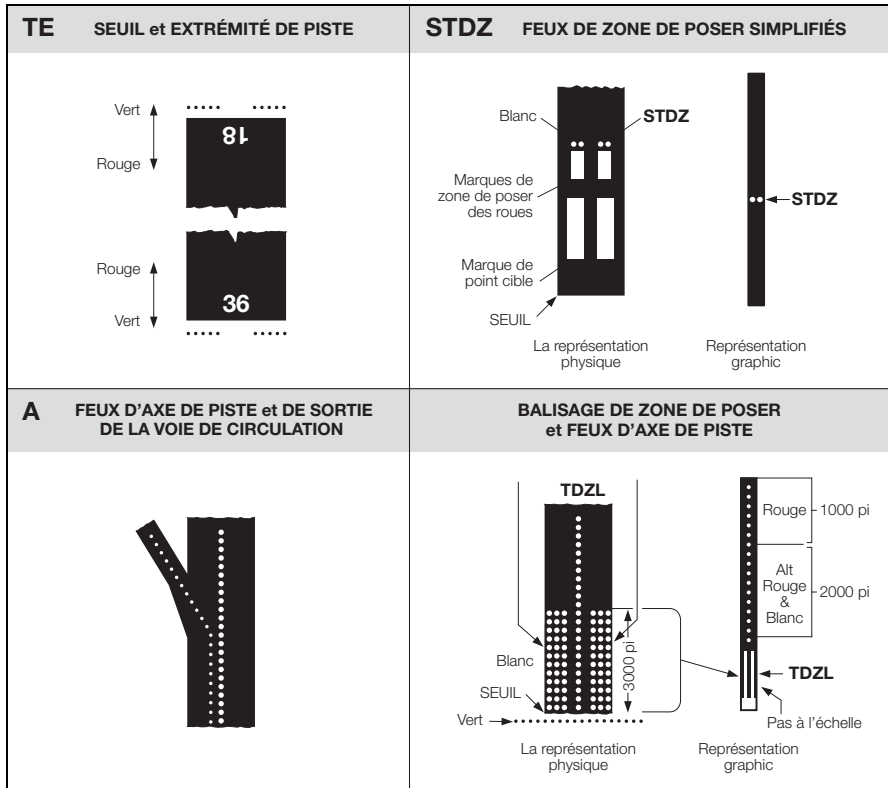 TE SEUIL et EXTRÉMITÉ DE PISTE
Vert
Rouge
18
Rouge
Vert
36
STDZ FEUX DE ZONE DE POSER SIMPLIFIÉS
Blanc
STDZ
Marques de
zone de poser
des roues
Marque de
point cible
SEUIL
La représentation
physique
STDZ
Représentation
graphic
A FEUX D'AXE DE PISTE et DE SORTIE
DE LA VOIE DE CIRCULATION
BALISAGE DE ZONE DE POSER
et FEUX D'AXE DE PISTE
TDZL
Blanc
SEUIL
Vert
3000 pi
La représentation
physique
Rouge
1000 pi
Alt
Rouge
&
Blanc
2000 pi
TDZL
Pas à l'échelle
Représentation
graphic